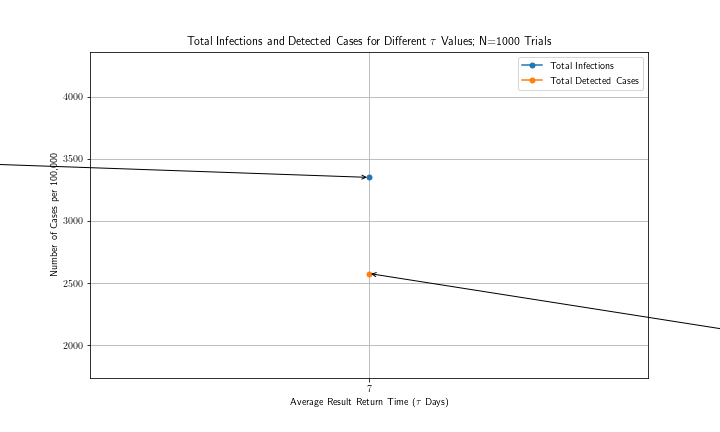 Total Infections and Detected Cases for Different τ Values; N=1000 Trials
Total Infections
Total Detected Cases
4000
3500
3000
2500
2000
Number of Cases per 100,000
7
Average Result Return Time (τ Days)